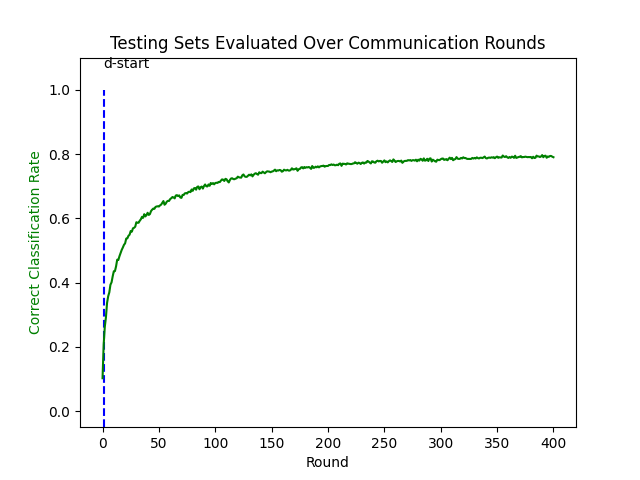 Testing Sets Evaluated Over Communication Rounds
d-start
1.0
0.8
0.6
0.4
0.2
0.0
Correct Classification Rate
0 50 100 150 200 250 300 350 400
Round